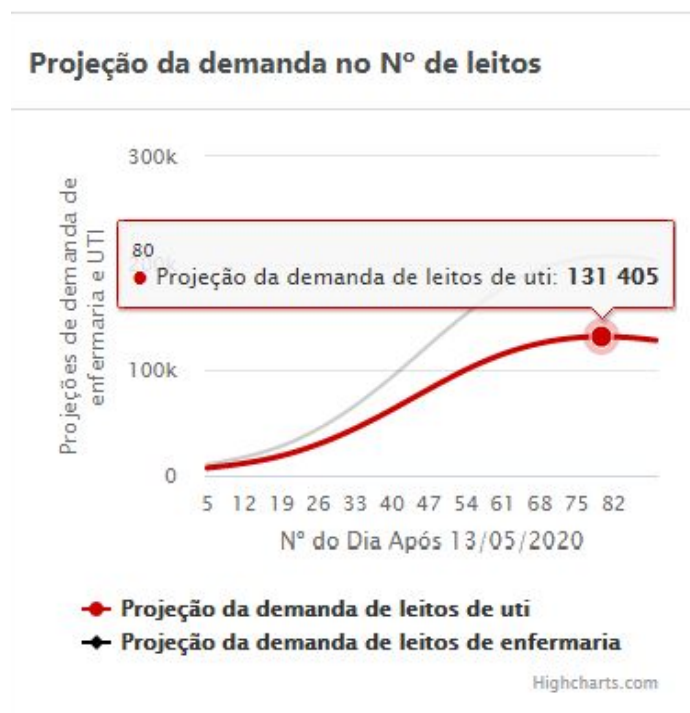 Projeção da demanda no Nº de leitos
300k
200k
100k
0
Projeções de demanda de
enfermaria e UTI
80
Projeção da demanda de leitos de uti: 131 405
5 12 19 26 33 40 47 54 61 68 75 82
Nº do Dia Após 13/05/2020
Projeção da demanda de leitos de uti
Projeção da demanda de leitos de enfermaria
Highcharts.com